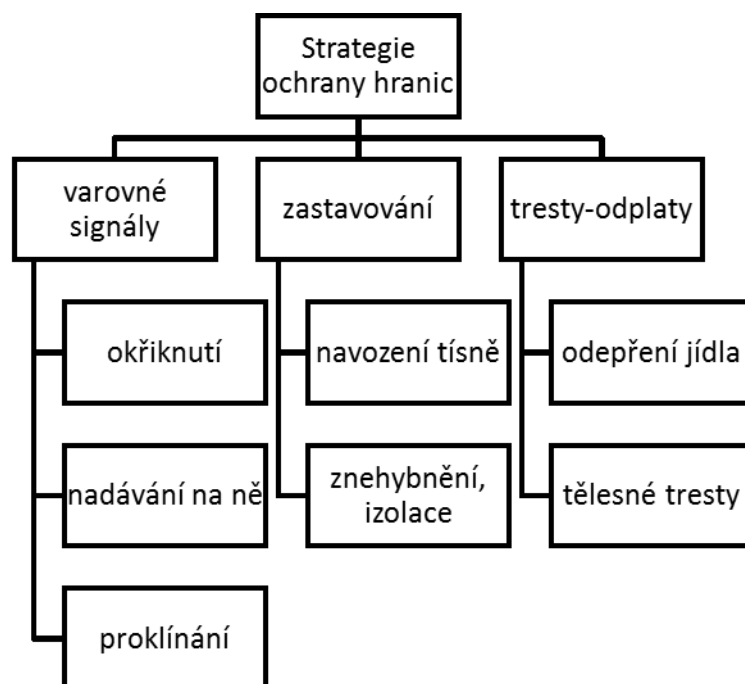 Strategie
ochrany hranic
varovné
signály
zastavování
tresty-odplaty
okřiknutí
navození tísně
odepření jídla
nadávání na ně
znehybnění,
izolace
tělesné tresty
proklínání